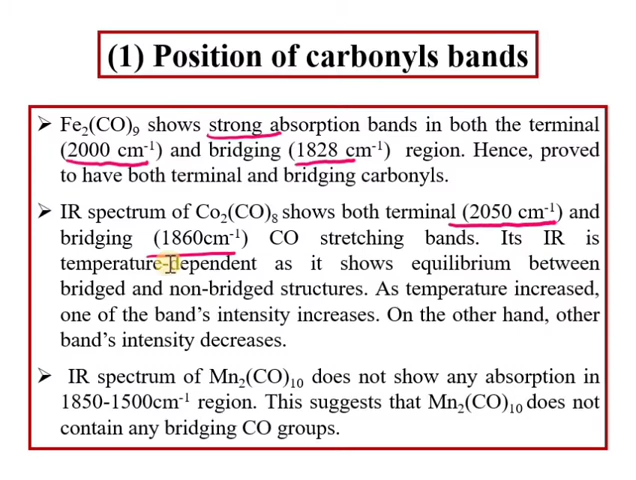 (1) Position of carbonyls bands
➢ Fe₂(CO)₉ shows strong absorption bands in both the terminal
(2000 cm⁻¹) and bridging (1828 cm⁻¹) region. Hence, proved
to have both terminal and bridging carbonyls.
➢ IR spectrum of Co₂(CO)₈ shows both terminal (2050 cm⁻¹) and
bridging (1860cm⁻¹) CO stretching bands. Its IR is
temperature-dependent as it shows equilibrium between
bridged and non-bridged structures. As temperature increased,
one of the band's intensity increases. On the other hand, other
band's intensity decreases.
➢ IR spectrum of Mn₂(CO)₁₀ does not show any absorption in
1850-1500cm⁻¹ region. This suggests that Mn₂(CO)₁₀ does not
contain any bridging CO groups.